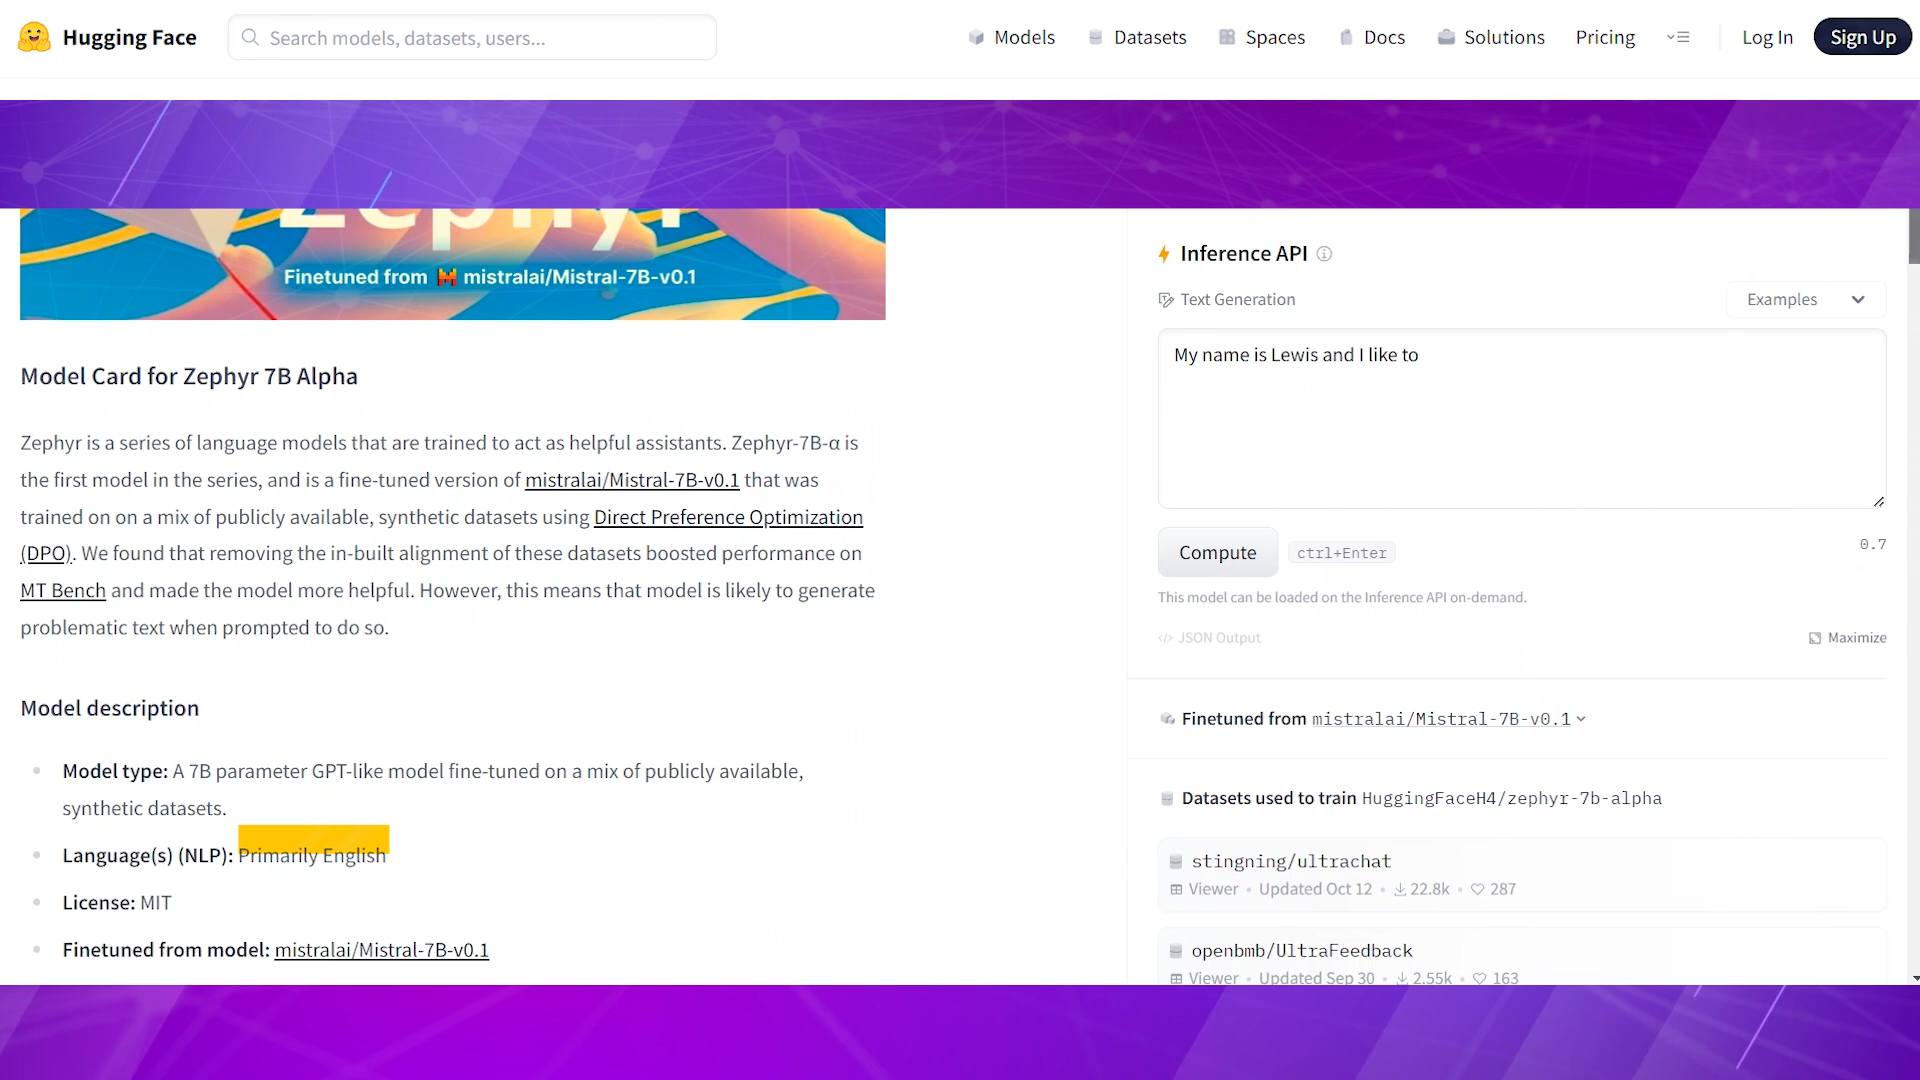 Hugging Face
Search models, datasets, users...
Models
Datasets
Spaces
Docs
Solutions
Pricing
Log In
Sign Up
Zephyr
Finetuned from mistralai/Mistral-7B-v0.1
Model Card for Zephyr 7B Alpha
Zephyr is a series of language models that are trained to act as helpful assistants. Zephyr-7B-α is
the first model in the series, and is a fine-tuned version of mistralai/Mistral-7B-v0.1 that was
trained on on a mix of publicly available, synthetic datasets using Direct Preference Optimization
(DPO). We found that removing the in-built alignment of these datasets boosted performance on
MT Bench and made the model more helpful. However, this means that model is likely to generate
problematic text when prompted to do so.
Model description
Model type: A 7B parameter GPT-like model fine-tuned on a mix of publicly available,
synthetic datasets.
Language(s) (NLP): Primarily English
License: MIT
Finetuned from model: mistralai/Mistral-7B-v0.1
Inference API
Text Generation
Examples
My name is Lewis and I like to
Compute
ctrl+Enter
0.7
This model can be loaded on the Inference API on-demand.
</> JSON Output
Maximize
Finetuned from mistralai/Mistral-7B-v0.1
Datasets used to train HuggingFaceH4/zephyr-7b-alpha
stingning/ultrachat
Viewer • Updated Oct 12 • 22.8k • 287
openbmb/UltraFeedback
Viewer • Updated Sep 30 • 2.55k • 163